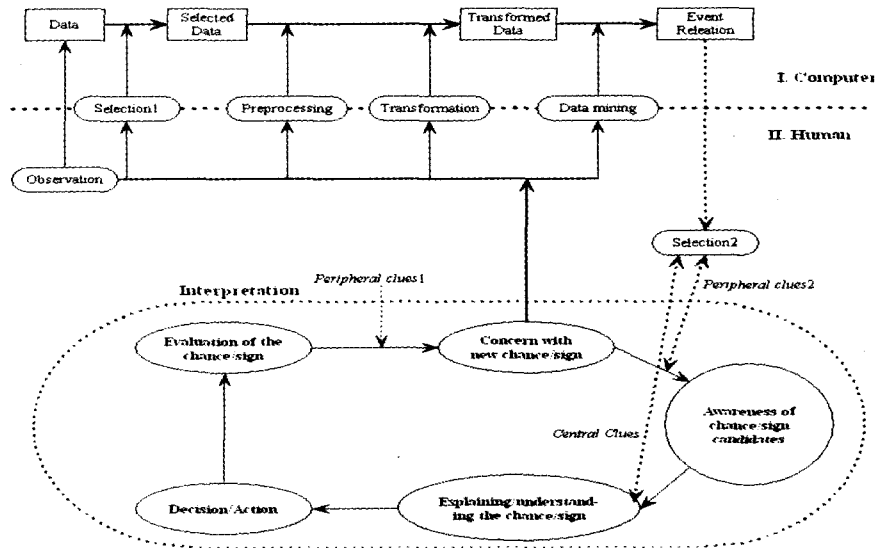 Data
Selected
Data
Transformed
Data
Event
Releation
I. Computer
Selection1
Preprocessing
Transformation
Data mining
II. Human
Observation
Selection2
Interpretation
Peripheral clues1
Peripheral clues2
Evaluation of the
chance/sign
Concern with
new chance/sign
Awareness of
chance/sign
candidates
Central Clues
Decision/Action
Explaining/understand-
ing the chance/sign